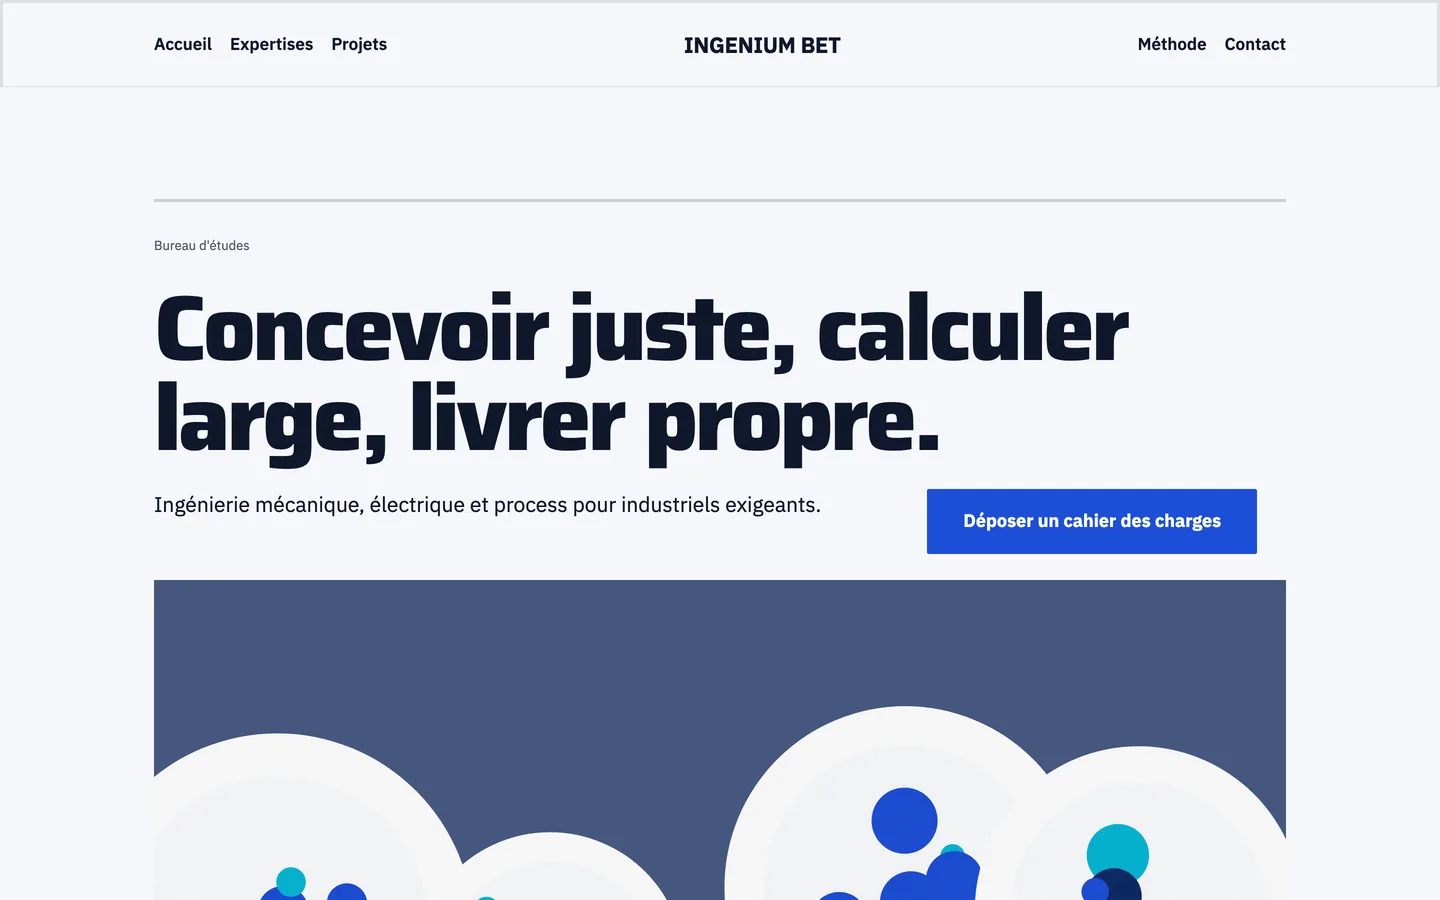 Accueil Expertises Projets INGENIUM BET Méthode Contact
Bureau d'études
Concevoir juste, calculer
large, livrer propre.
Ingénierie mécanique, électrique et process pour industriels exigeants.
Déposer un cahier des charges